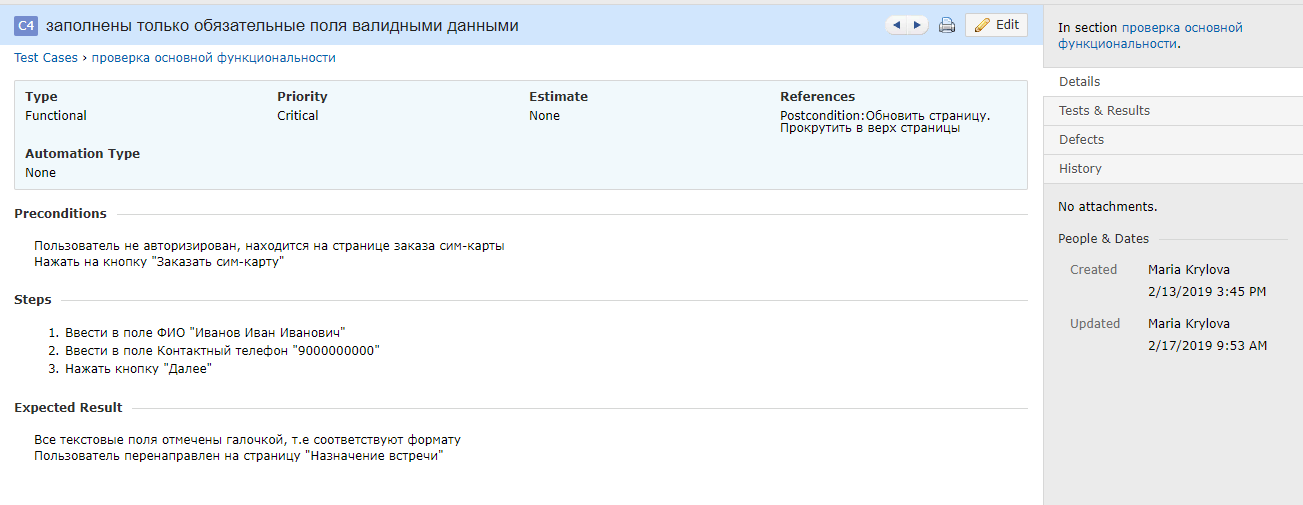 C4 заполнены только обязательные поля валидными данными
Edit
Test Cases › проверка основной функциональности
Type
Functional
Priority
Critical
Estimate
None
References
Postcondition:Обновить страницу.
Прокрутить в верх страницы
Automation Type
None
Preconditions
Пользователь не авторизирован, находится на странице заказа сим-карты
Нажать на кнопку "Заказать сим-карту"
Steps
1. Ввести в поле ФИО "Иванов Иван Иванович"
2. Ввести в поле Контактный телефон "9000000000"
3. Нажать кнопку "Далее"
Expected Result
Все текстовые поля отмечены галочкой, т.е соответствуют формату
Пользователь перенаправлен на страницу "Назначение встречи"
In section проверка основной
функциональности.
Details
Tests & Results
Defects
History
No attachments.
People & Dates
Created Maria Krylova
2/13/2019 3:45 PM
Updated Maria Krylova
2/17/2019 9:53 AM